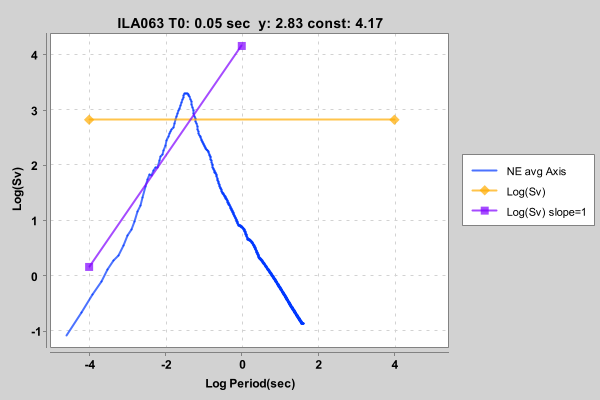 ILA063 T0: 0.05 sec  y: 2.83 const: 4.17
Log(Sv)
4
3
2
1
0
-1
-4
-2
0
2
4
Log Period(sec)
NE avg Axis
Log(Sv)
Log(Sv) slope=1